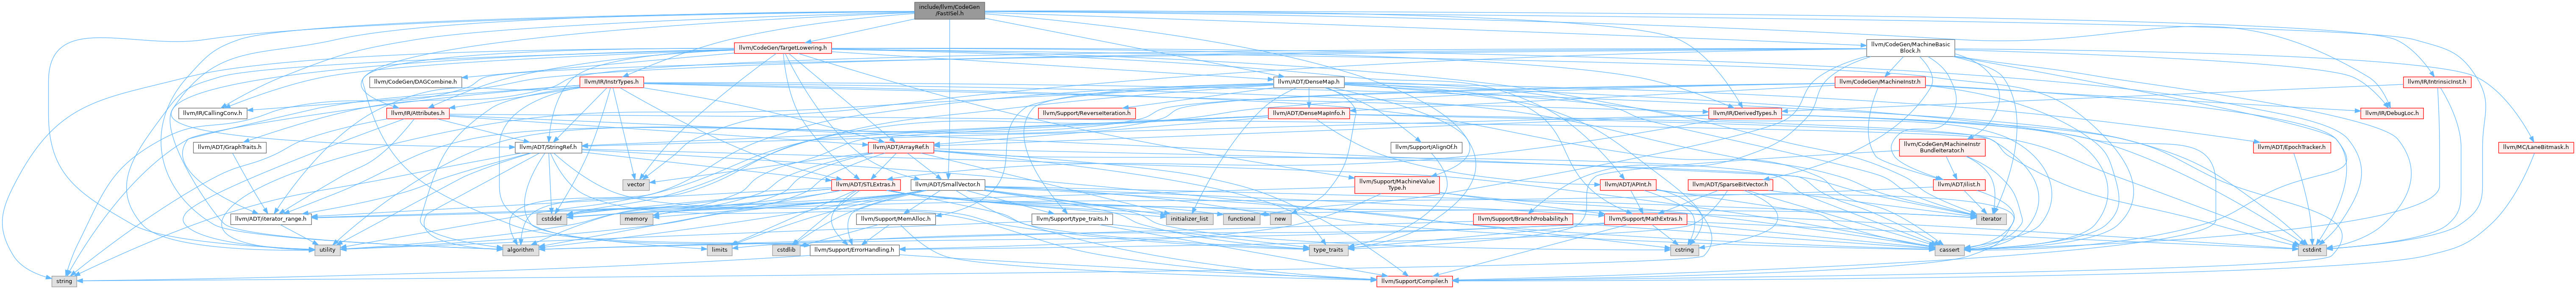 include/llvm/CodeGen
/FastISel.h
llvm/CodeGen/TargetLowering.h
llvm/CodeGen/MachineBasic
Block.h
llvm/CodeGen/DAGCombine.h
llvm/IR/InstrTypes.h
llvm/ADT/DenseMap.h
llvm/CodeGen/MachineInstr.h
llvm/IR/IntrinsicInst.h
llvm/IR/CallingConv.h
llvm/IR/Attributes.h
llvm/Support/ReverseIteration.h
llvm/ADT/DenseMapInfo.h
llvm/IR/DerivedTypes.h
llvm/IR/DebugLoc.h
llvm/ADT/GraphTraits.h
llvm/ADT/StringRef.h
llvm/ADT/ArrayRef.h
llvm/Support/AlignOf.h
llvm/CodeGen/MachineInstr
BundleIterator.h
llvm/ADT/EpochTracker.h
llvm/MC/LaneBitmask.h
vector
llvm/ADT/STLExtras.h
llvm/ADT/SmallVector.h
llvm/Support/MachineValue
Type.h
llvm/ADT/APInt.h
llvm/ADT/SparseBitVector.h
llvm/ADT/ilist.h
llvm/ADT/iterator_range.h
cstddef
memory
llvm/Support/MemAlloc.h
llvm/Support/type_traits.h
initializer_list
functional
new
llvm/Support/BranchProbability.h
llvm/Support/MathExtras.h
iterator
utility
algorithm
limits
cstdlib
llvm/Support/ErrorHandling.h
type_traits
cstring
cassert
cstdint
string
llvm/Support/Compiler.h